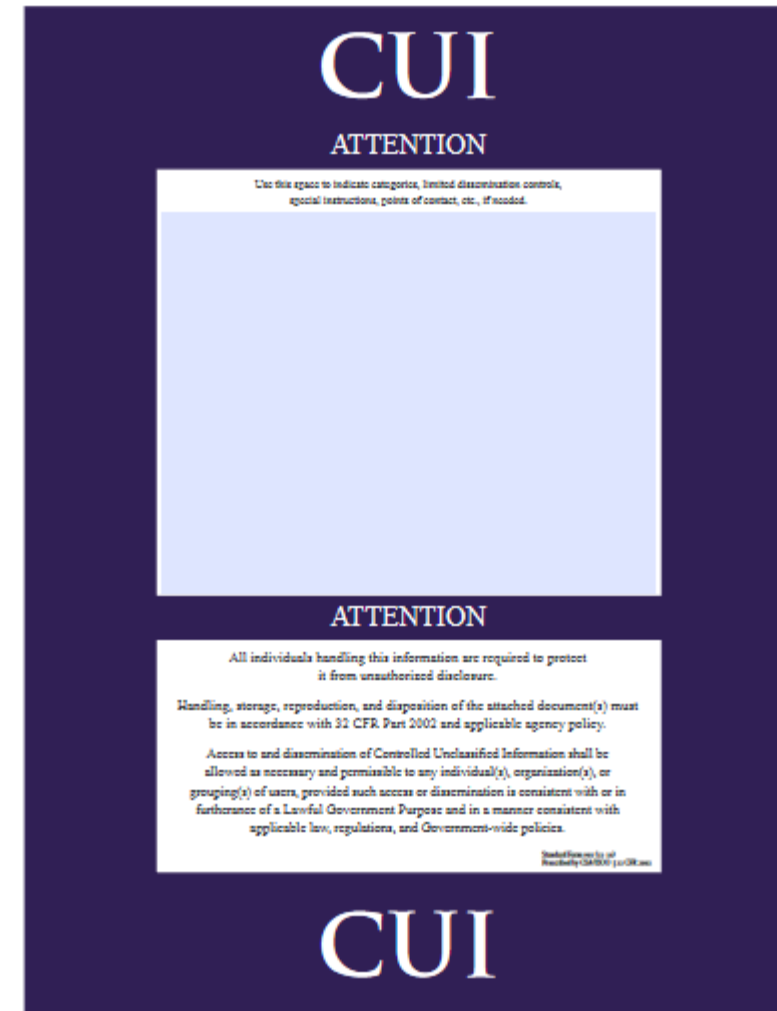 CUI
ATTENTION
Use this space to indicate categories, limited dissemination controls,
special instructions, points of contact, etc., if needed.
ATTENTION
All individuals handling this information are required to protect
it from unauthorized disclosure.
Handling, storage, reproduction, and disposition of the attached document(s) must
be in accordance with 32 CFR Part 2002 and applicable agency policy.
Access to and dissemination of Controlled Unclassified Information shall be
allowed as necessary and permissible to any individual(s), organization(s), or
grouping(s) of users, provided such access or dissemination is consistent with or in
furtherance of a Lawful Government Purpose and in a manner consistent with
applicable law, regulations, and Government-wide policies.
Standard Form
Prescribed by
CUI